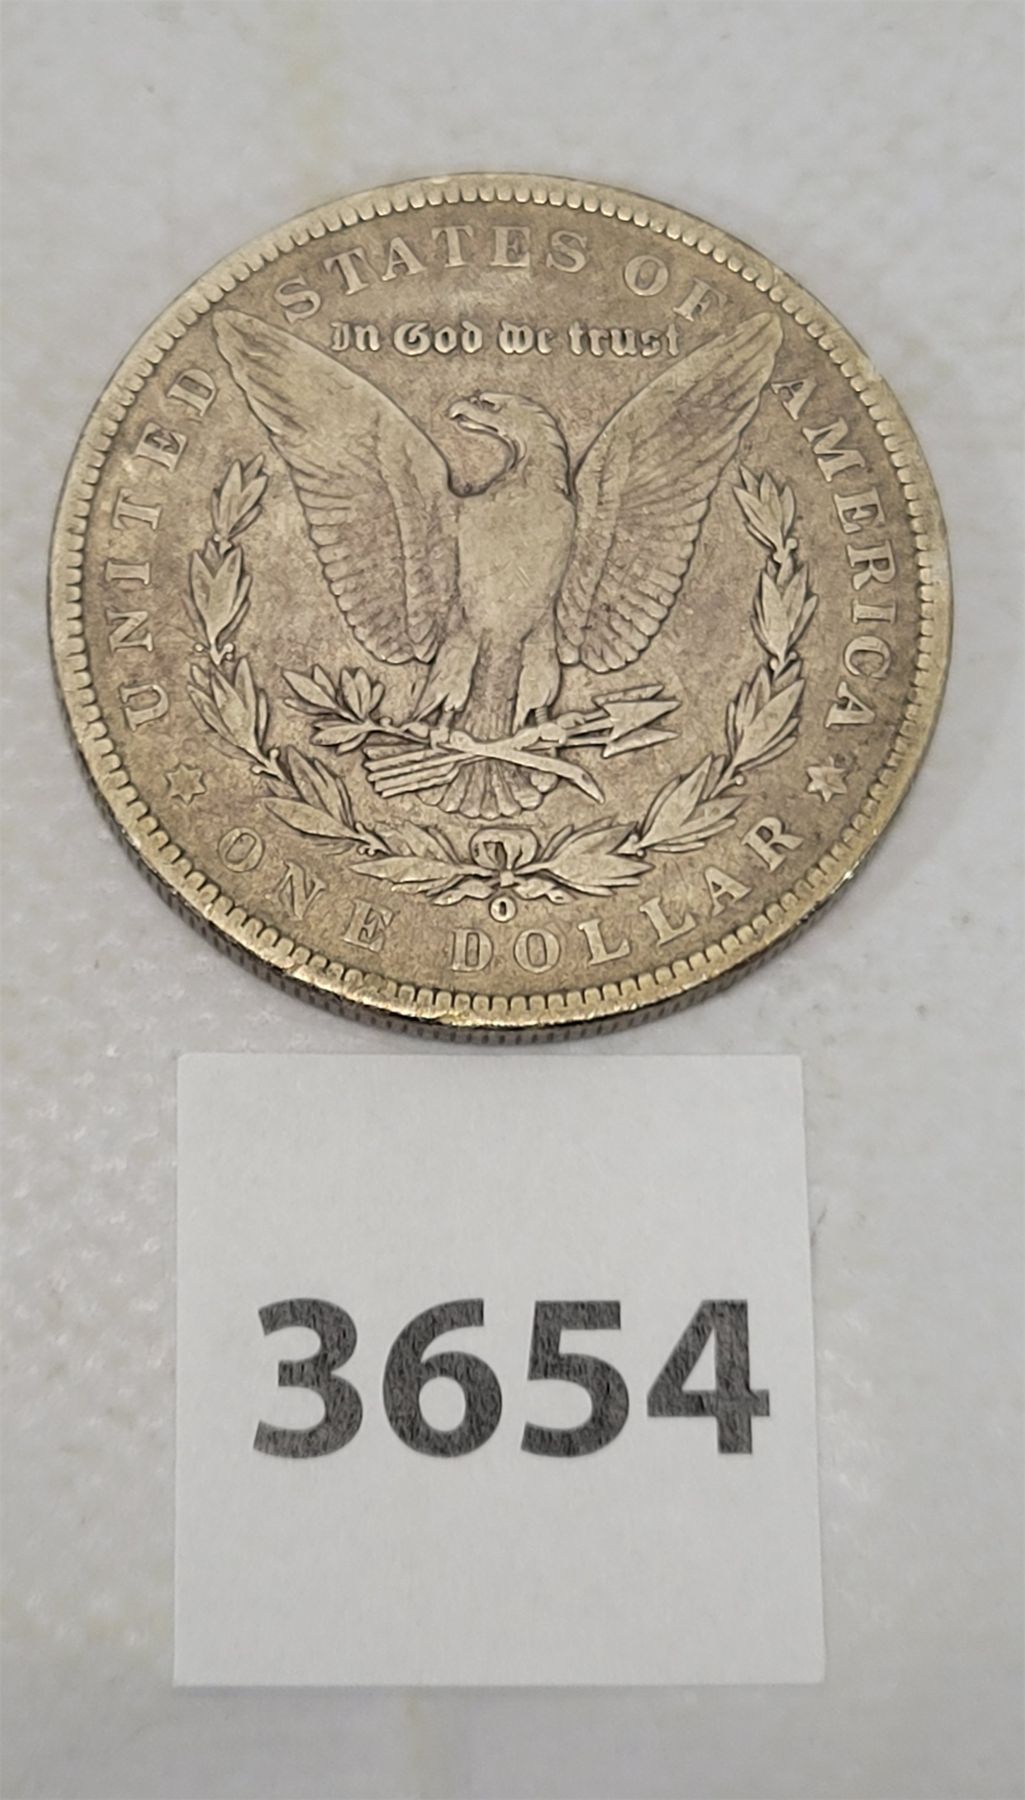 UNITED STATES OF AMERICA
In God we trust
O
ONE DOLLAR
3654